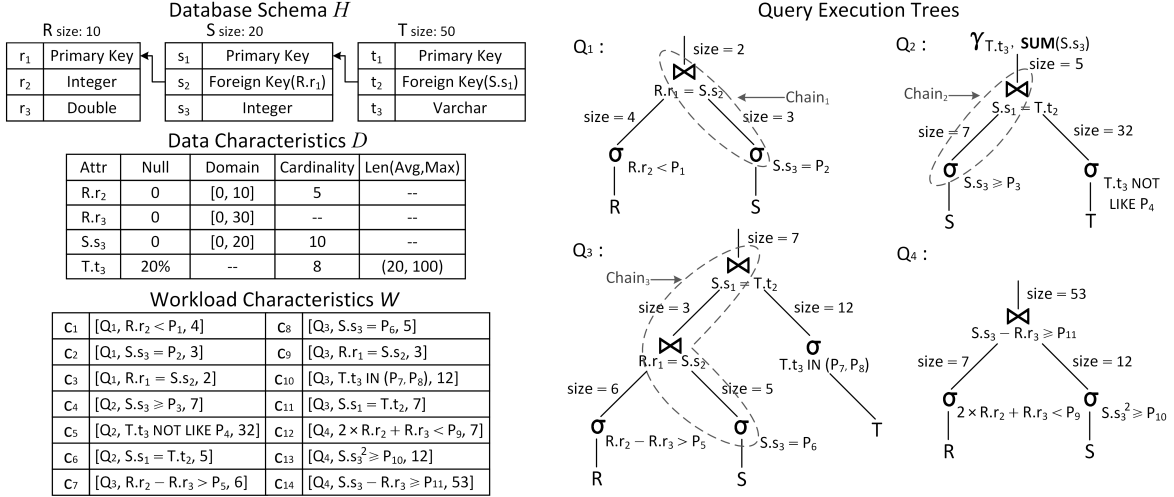 Database Schema H
R size: 10
S size: 20
T size: 50
r₁ Primary Key
r₂ Integer
r₃ Double
s₁ Primary Key
s₂ Foreign Key(R.r₁)
s₃ Integer
t₁ Primary Key
t₂ Foreign Key(S.s₁)
t₃ Varchar
Data Characteristics D
Attr Null Domain Cardinality Len(Avg,Max)
R.r₂ 0 [0, 10] 5 --
R.r₃ 0 [0, 30] -- --
S.s₃ 0 [0, 20] 10 --
T.t₃ 20% -- 8 (20, 100)
Workload Characteristics W
c₁ [Q₁, R.r₂ < P₁, 4] c₈ [Q₃, S.s₃ = P₆, 5]
c₂ [Q₁, S.s₃ = P₂, 3] c₉ [Q₃, R.r₁ = S.s₂, 3]
c₃ [Q₁, R.r₁ = S.s₂, 2] c₁₀ [Q₃, T.t₃ IN (P₇, P₈), 12]
c₄ [Q₂, S.s₃ ⩾ P₃, 7] c₁₁ [Q₃, S.s₁ = T.t₂, 7]
c₅ [Q₂, T.t₃ NOT LIKE P₄, 32] c₁₂ [Q₄, 2 × R.r₂ + R.r₃ < P₉, 7]
c₆ [Q₂, S.s₁ = T.t₂, 5] c₁₃ [Q₄, S.s₃² ⩾ P₁₀, 12]
c₇ [Q₃, R.r₂ − R.r₃ > P₅, 6] c₁₄ [Q₄, S.s₃ − R.r₃ ⩾ P₁₁, 53]
Query Execution Trees
Q₁ :
size = 2
⋈
R.r₁ = S.s₂
Chain₁
size = 4
size = 3
σ R.r₂ < P₁
σ S.s₃ = P₂
R
S
Q₂ :
γ T.t₃, SUM(S.s₃)
size = 5
⋈
Chain₂
S.s₁ = T.t₂
size = 7
size = 32
σ S.s₃ ⩾ P₃
σ T.t₃ NOT
LIKE P₄
S
T
Q₃ :
size = 7
⋈
Chain₃
S.s₁ = T.t₂
size = 3
size = 12
⋈
R.r₁ = S.s₂
σ
T.t₃ IN (P₇, P₈)
size = 6
size = 5
σ R.r₂ − R.r₃ > P₅
σ S.s₃ = P₆
T
R
S
Q₄ :
size = 53
⋈
S.s₃ − R.r₃ ⩾ P₁₁
size = 7
size = 12
σ 2 × R.r₂ + R.r₃ < P₉
σ S.s₃² ⩾ P₁₀
R
S